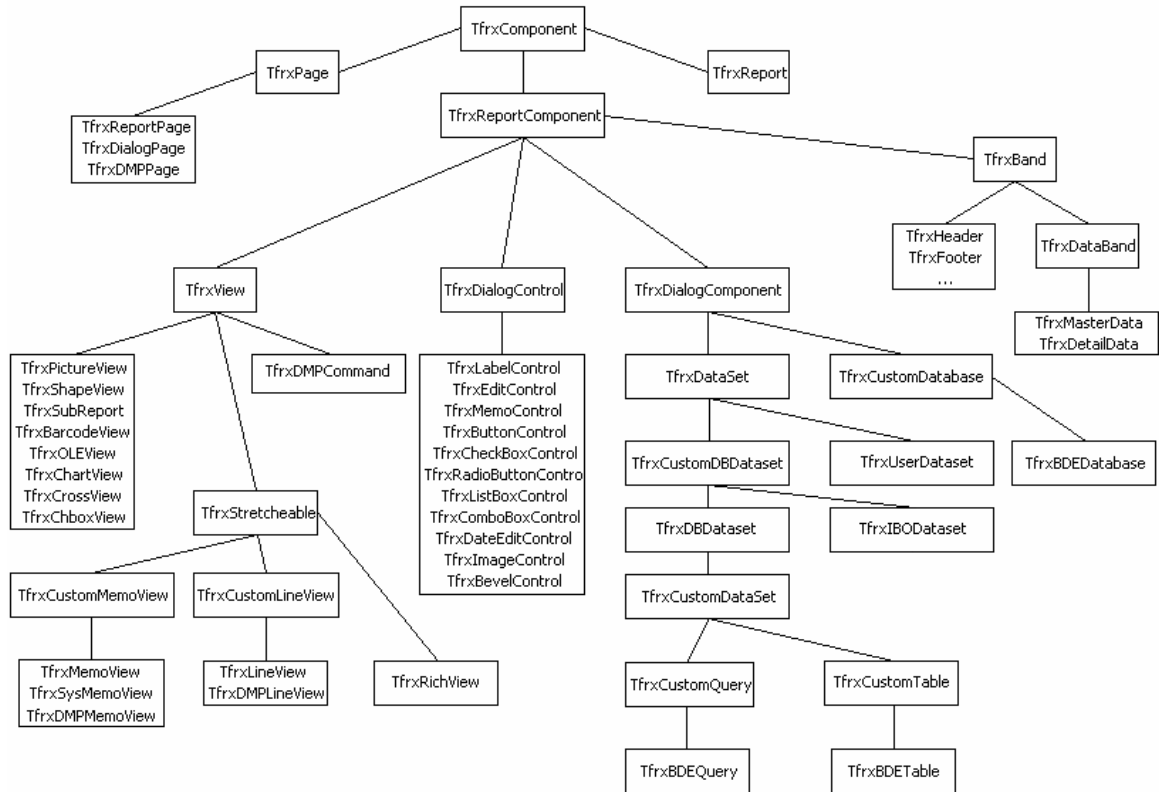 TfrxComponent
TfrxPage
TfrxReport
TfrxReportComponent
TfrxReportPage
TfrxDialogPage
TfrxDMPPage
TfrxBand
TfrxHeader
TfrxFooter
...
TfrxDataBand
TfrxView
TfrxDialogControl
TfrxDialogComponent
TfrxMasterData
TfrxDetailData
TfrxPictureView
TfrxShapeView
TfrxSubReport
TfrxBarcodeView
TfrxOLEView
TfrxChartView
TfrxCrossView
TfrxChboxView
TfrxDMPCommand
TfrxLabelControl
TfrxEditControl
TfrxMemoControl
TfrxButtonControl
TfrxCheckBoxControl
TfrxRadioButtonContro
TfrxListBoxControl
TfrxComboBoxControl
TfrxDateEditControl
TfrxImageControl
TfrxBevelControl
TfrxDataSet
TfrxCustomDatabase
TfrxCustomDBDataset
TfrxUserDataset
TfrxBDEDatabase
TfrxStretcheable
TfrxDBDataset
TfrxIBODataset
TfrxCustomMemoView
TfrxCustomLineView
TfrxCustomDataSet
TfrxMemoView
TfrxSysMemoView
TfrxDMPMemoView
TfrxLineView
TfrxDMPLineView
TfrxRichView
TfrxCustomQuery
TfrxCustomTable
TfrxBDEQuery
TfrxBDETable